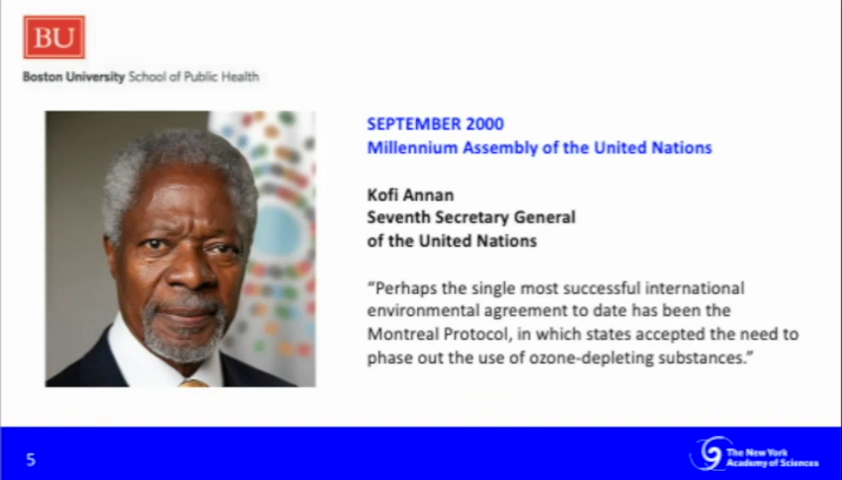 BU
Boston University School of Public Health
SEPTEMBER 2000
Millennium Assembly of the United Nations
Kofi Annan
Seventh Secretary General
of the United Nations
“Perhaps the single most successful international
environmental agreement to date has been the
Montreal Protocol, in which states accepted the need to
phase out the use of ozone-depleting substances.”
5
The New York
Academy of Sciences